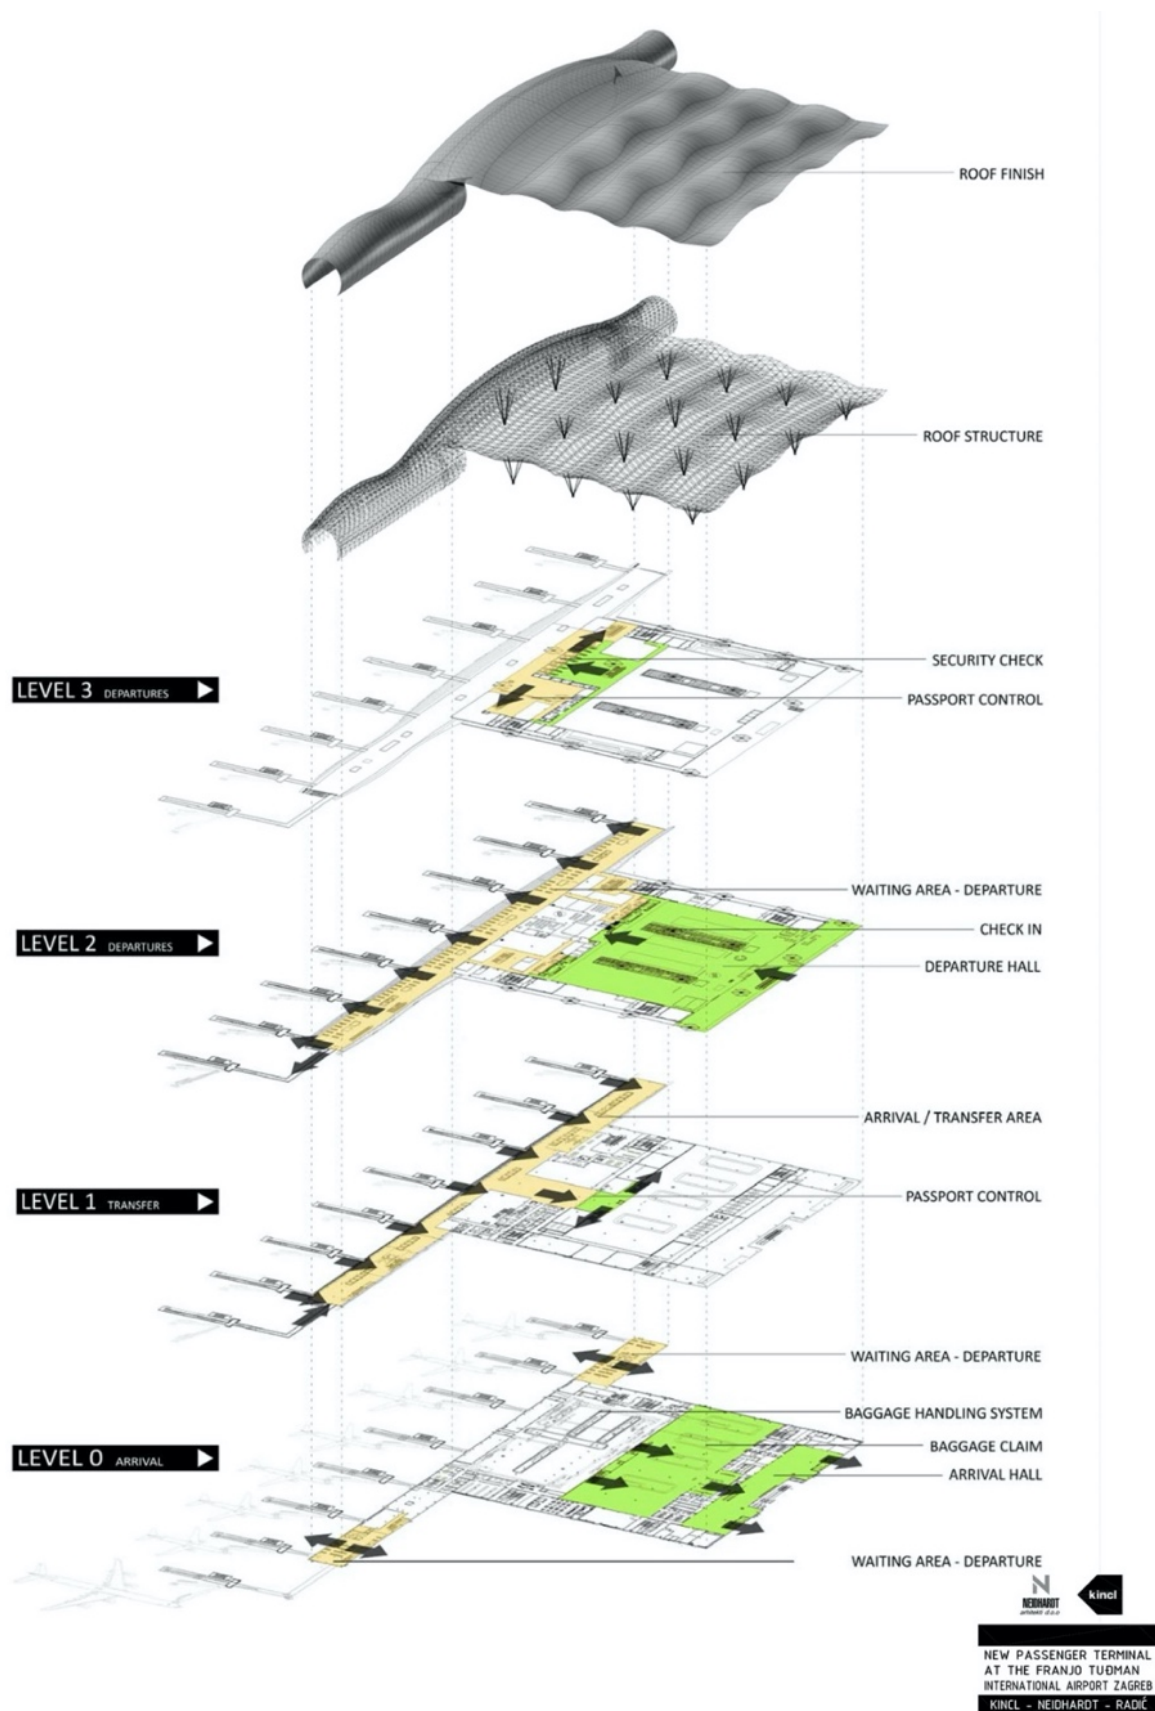 ROOF FINISH
ROOF STRUCTURE
SECURITY CHECK
LEVEL 3 DEPARTURES
PASSPORT CONTROL
WAITING AREA - DEPARTURE
CHECK IN
LEVEL 2 DEPARTURES
DEPARTURE HALL
ARRIVAL / TRANSFER AREA
PASSPORT CONTROL
LEVEL 1 TRANSFER
WAITING AREA - DEPARTURE
BAGGAGE HANDLING SYSTEM
BAGGAGE CLAIM
LEVEL 0 ARRIVAL
ARRIVAL HALL
WAITING AREA - DEPARTURE
N
NEIDHARDT
arhitekti d.o.o
kincl
NEW PASSENGER TERMINAL
AT THE FRANJO TUĐMAN
INTERNATIONAL AIRPORT ZAGREB
KINCL - NEIDHARDT - RADIĆ